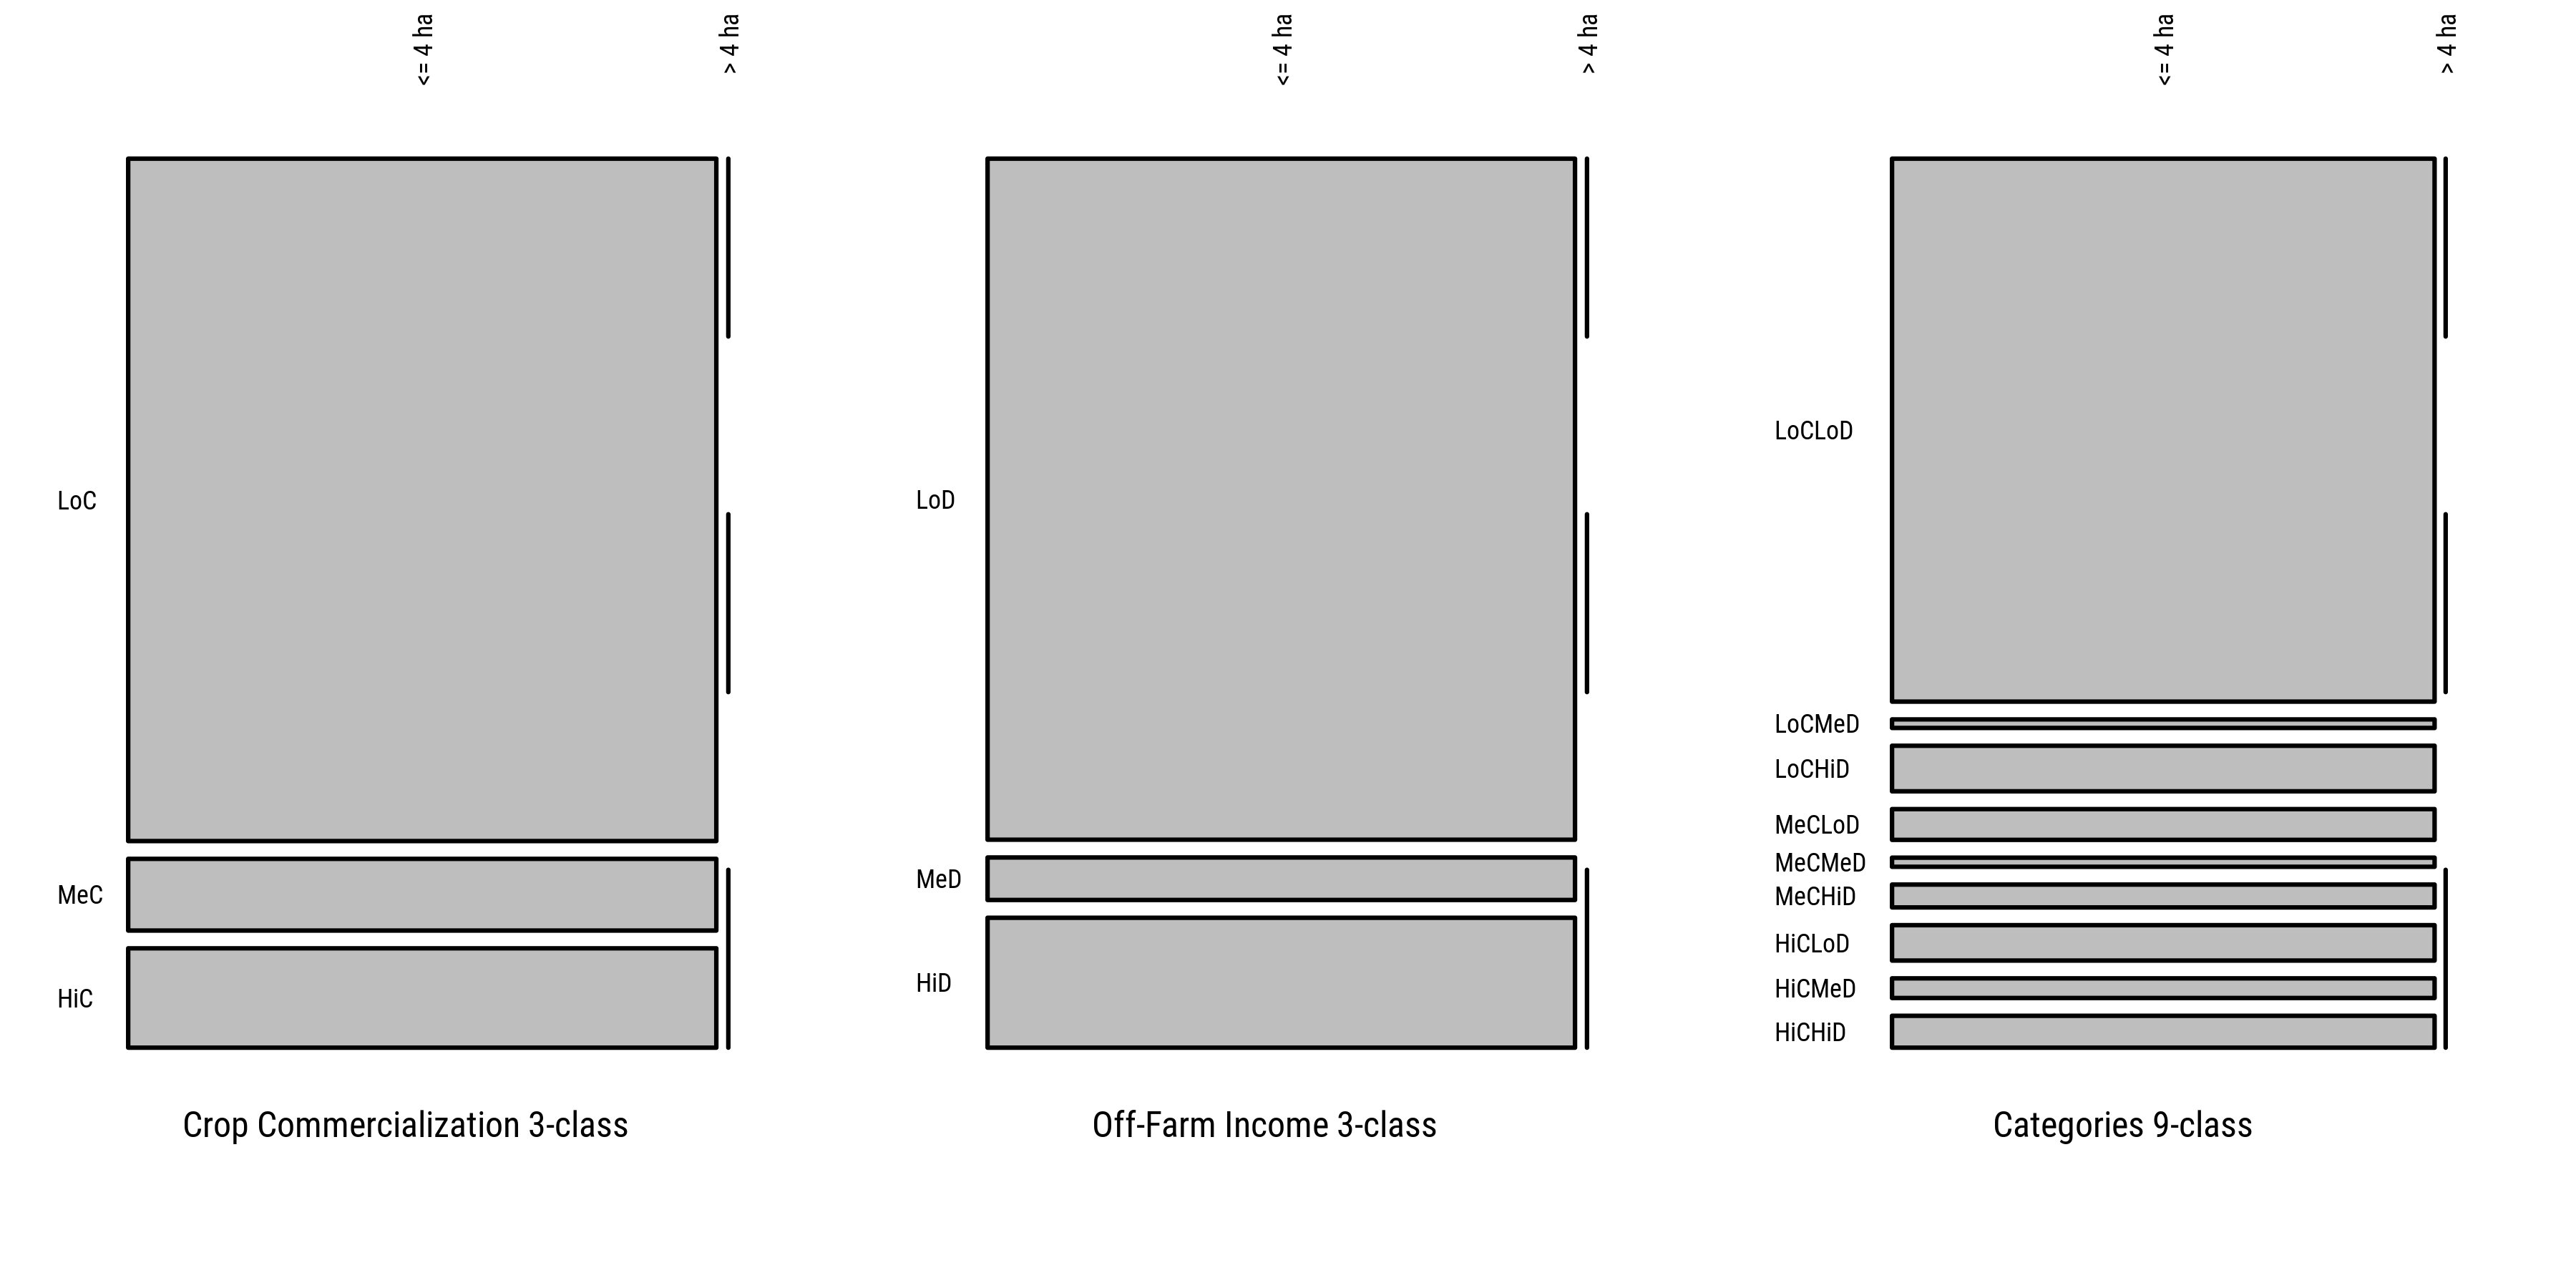 <= 4 ha
> 4 ha
LoC
MeC
HiC
Crop Commercialization 3-class
<= 4 ha
> 4 ha
LoD
MeD
HiD
Off-Farm Income 3-class
<= 4 ha
> 4 ha
LoCLoD
LoCMeD
LoCHiD
MeCLoD
MeCMeD
MeCHiD
HiCLoD
HiCMeD
HiCHiD
Categories 9-class